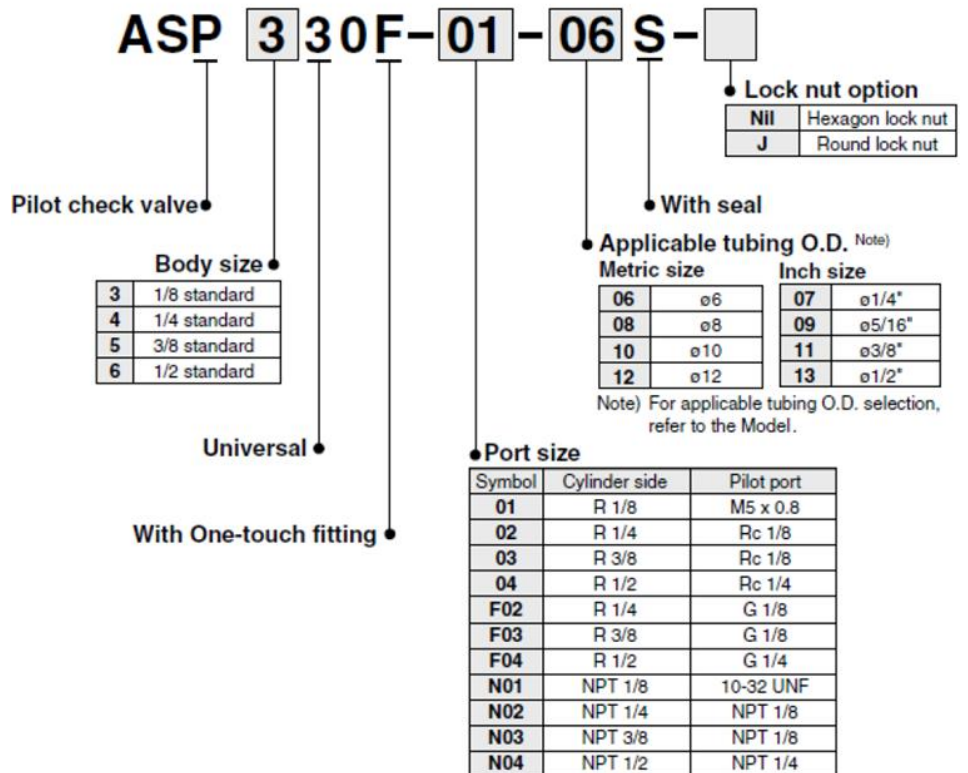 ASP 3 3 0 F-01-06 S-
Lock nut option
Nil Hexagon lock nut
J Round lock nut
Pilot check valve
With seal
Body size
3 1/8 standard
4 1/4 standard
5 3/8 standard
6 1/2 standard
Applicable tubing O.D. Note)
Metric size
06 ø6
08 ø8
10 ø10
12 ø12
Inch size
07 ø1/4"
09 ø5/16"
11 ø3/8"
13 ø1/2"
Note) For applicable tubing O.D. selection,
refer to the Model.
Universal
With One-touch fitting
Port size
Symbol Cylinder side Pilot port
01 R 1/8 M5 x 0.8
02 R 1/4 Rc 1/8
03 R 3/8 Rc 1/8
04 R 1/2 Rc 1/4
F02 R 1/4 G 1/8
F03 R 3/8 G 1/8
F04 R 1/2 G 1/4
N01 NPT 1/8 10-32 UNF
N02 NPT 1/4 NPT 1/8
N03 NPT 3/8 NPT 1/8
N04 NPT 1/2 NPT 1/4